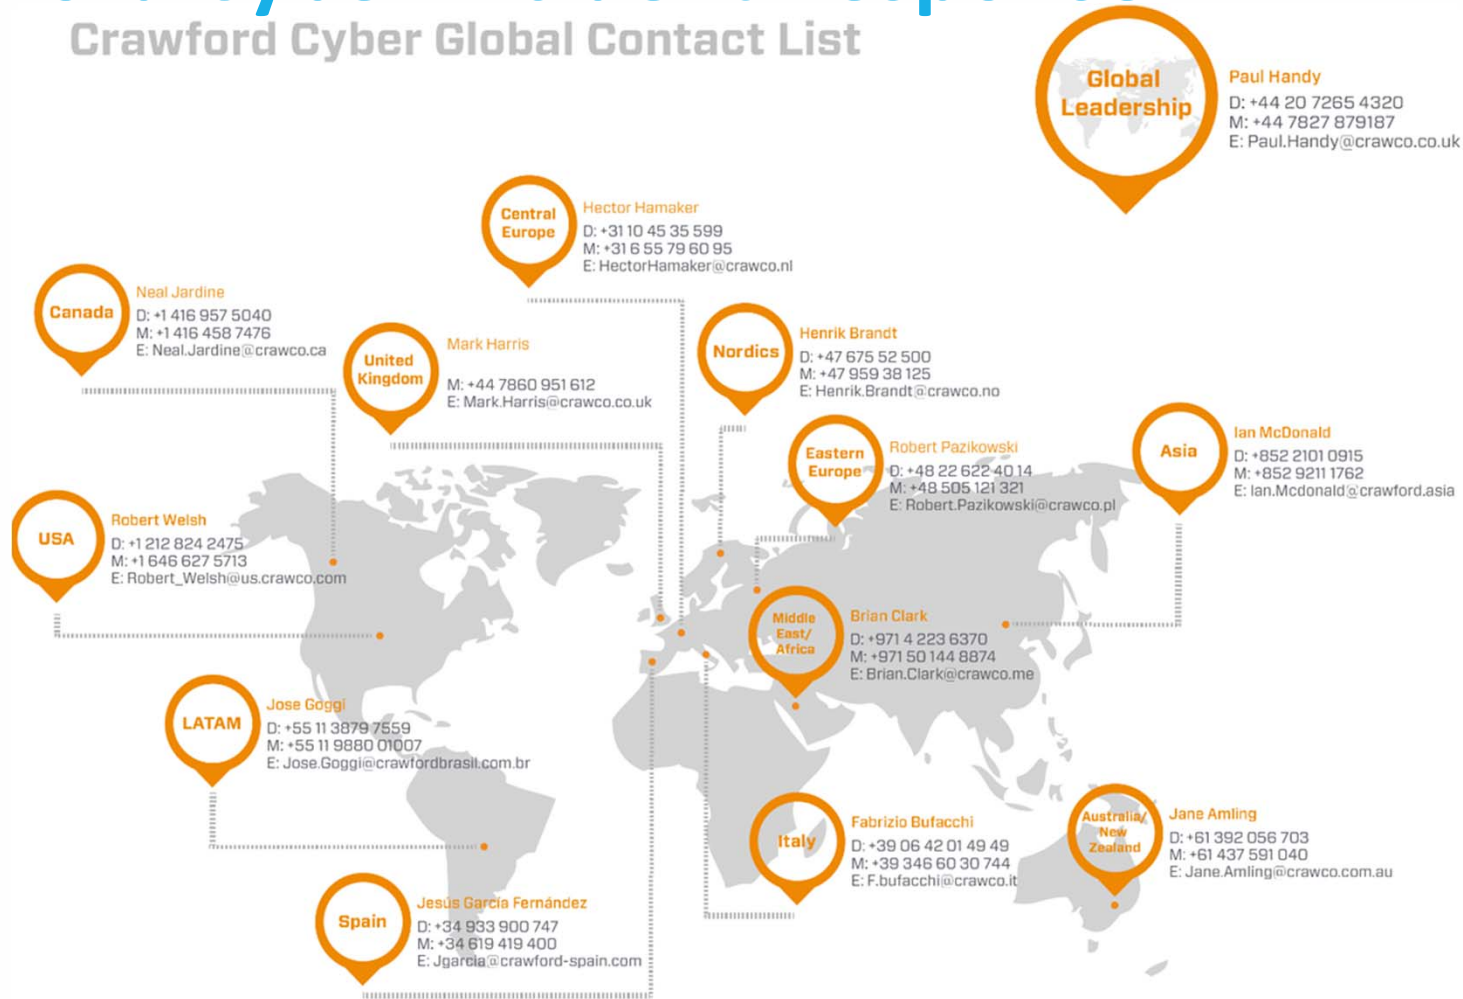 Crawford Cyber Global Contact List
Global
Leadership
Paul Handy
D: +44 20 7265 4320
M: +44 7827 879187
E: Paul.Handy@crawco.co.uk
Central
Europe
Hector Hamaker
D: +31 10 45 35 599
M: +31 6 55 79 60 95
E: HectorHamaker@crawco.nl
Canada
Neal Jardine
D: +1 416 957 5040
M: +1 416 458 7476
E: Neal.Jardine@crawco.ca
United
Kingdom
Mark Harris
M: +44 7860 951 612
E: Mark.Harris@crawco.co.uk
Nordics
Henrik Brandt
D: +47 675 52 500
M: +47 959 38 125
E: Henrik.Brandt@crawco.no
Eastern
Europe
Robert Pazikowski
D: +48 22 622 40 14
M: +48 505 121 321
E: Robert.Pazikowski@crawco.pl
Asia
Ian McDonald
D: +852 2101 0915
M: +852 9211 1762
E: Ian.Mcdonald@crawford.asia
USA
Robert Welsh
D: +1 212 824 2475
M: +1 646 627 5713
E: Robert_Welsh@us.crawco.com
Middle
East/
Africa
Brian Clark
D: +971 4 223 6370
M: +971 50 144 8874
E: Brian.Clark@crawco.me
LATAM
Jose Goggi
D: +55 11 3879 7559
M: +55 11 9880 01007
E: Jose.Goggi@crawfordbrasil.com.br
Italy
Fabrizio Bufacchi
D: +39 06 42 01 49 49
M: +39 346 60 30 744
E: F.bufacchi@crawco.it
Australia/
New
Zealand
Jane Amling
D: +61 392 056 703
M: +61 437 591 040
E: Jane.Amling@crawco.com.au
Spain
Jesús García Fernández
D: +34 933 900 747
M: +34 619 419 400
E: Jgarcia@crawford-spain.com